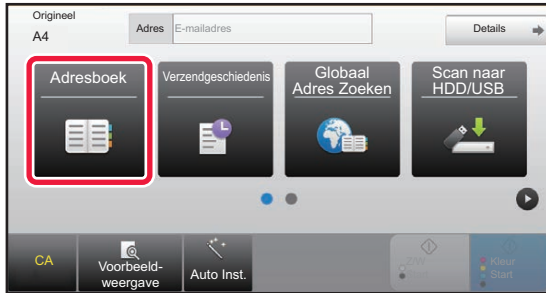 Origineel
A4
Adres
E-mailadres
Details
Adresboek
Verzendgeschiedenis
Globaal
Adres Zoeken
Scan naar
HDD/USB
CA
Voorbeeld-
weergave
Auto Inst.
Z/W
Start
Kleur
Start